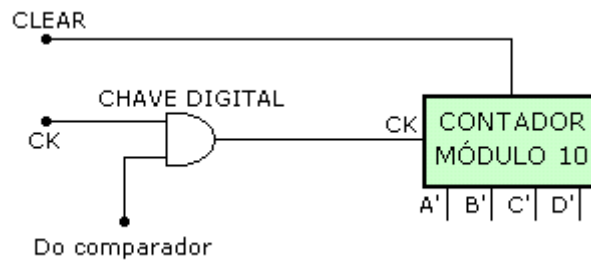 CLEAR
CHAVE DIGITAL
CK
CK
CONTADOR
MÓDULO 10
A' B' C' D'
Do comparador